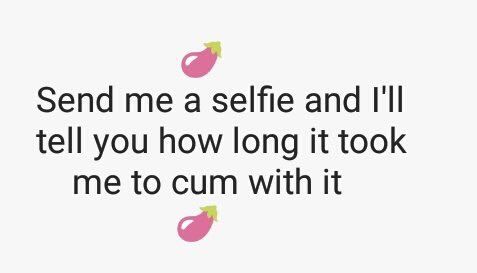 Send me a selfie and I'll
tell you how long it took
me to cum with it